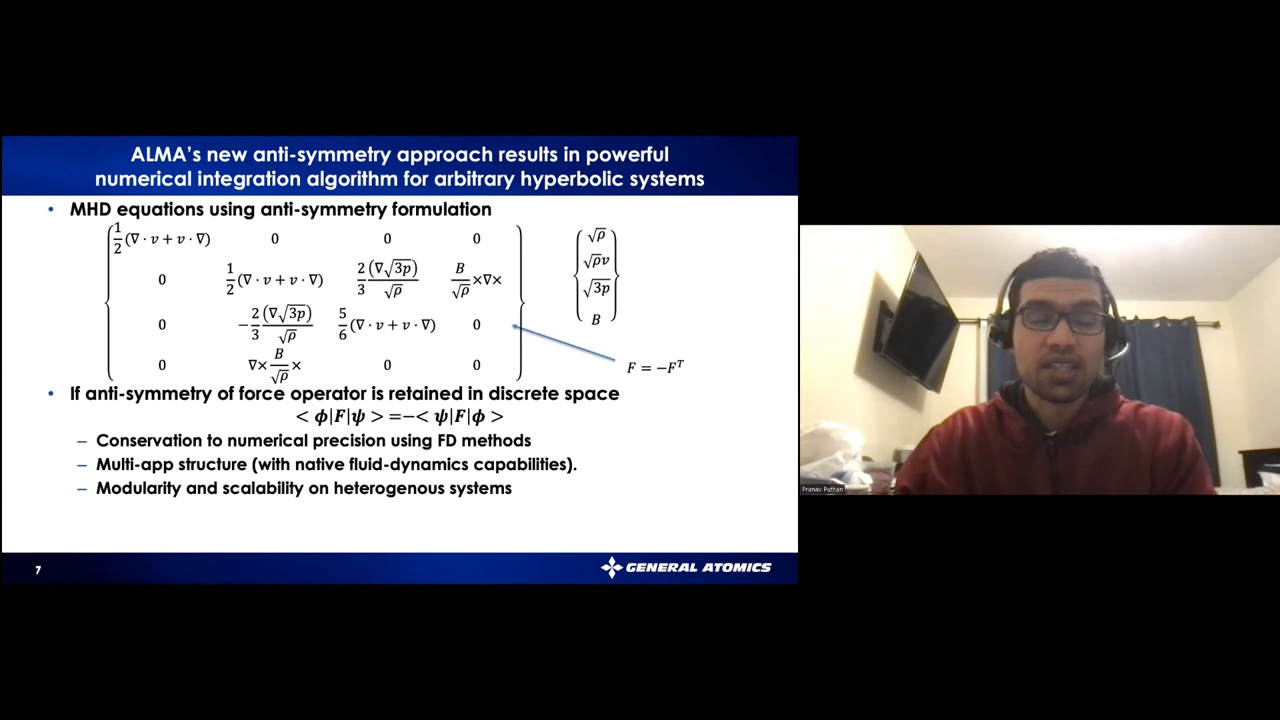 ALMA's new anti-symmetry approach results in powerful
numerical integration algorithm for arbitrary hyperbolic systems
• MHD equations using anti-symmetry formulation
1/2(∇ · v + v · ∇) 0 0 0
0 1/2(∇ · v + v · ∇) 2/3 (∇√3p)/√ρ B/√ρ ×∇×
0 −2/3 (∇√3p)/√ρ 5/6(∇ · v + v · ∇) 0
0 ∇× B/√ρ × 0 0
√ρ
√ρv
√3p
B
F = −Fᵀ
• If anti-symmetry of force operator is retained in discrete space
< ϕ|F|ψ > =−< ψ|F|ϕ >
– Conservation to numerical precision using FD methods
– Multi-app structure (with native fluid-dynamics capabilities).
– Modularity and scalability on heterogenous systems
7
GENERAL ATOMICS
Pranav Puthan